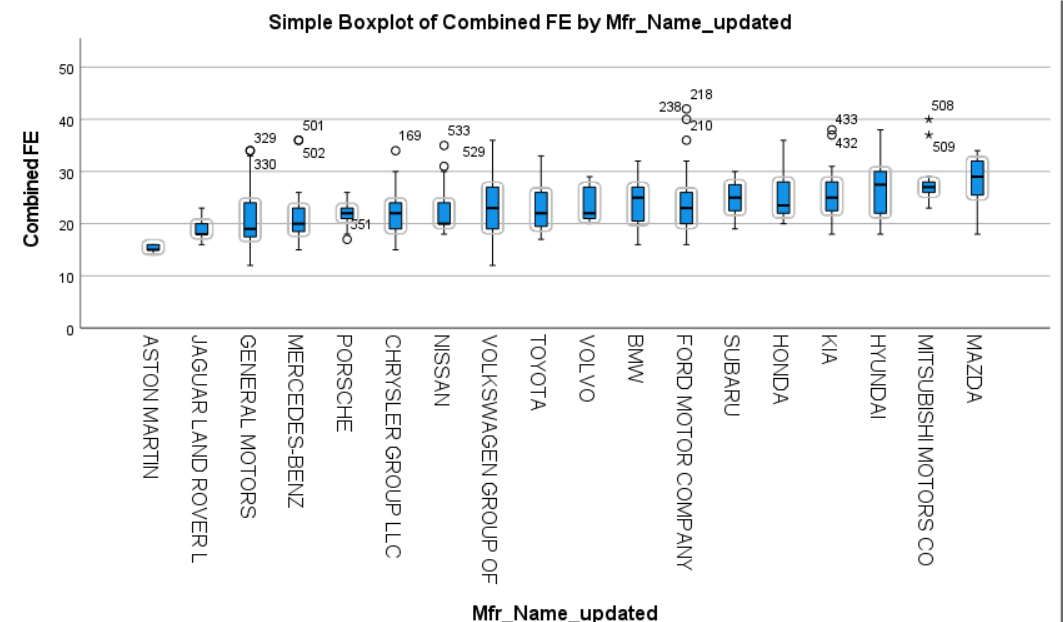 Simple Boxplot of Combined FE by Mfr_Name_updated
Combined FE
50
40
30
20
10
0
329
330
501
502
551
169
533
529
238
218
210
433
432
508
509
ASTON MARTIN
JAGUAR LAND ROVER L
GENERAL MOTORS
MERCEDES-BENZ
PORSCHE
CHRYSLER GROUP LLC
NISSAN
VOLKSWAGEN GROUP OF
TOYOTA
VOLVO
BMW
FORD MOTOR COMPANY
SUBARU
HONDA
KIA
HYUNDAI
MITSUBISHI MOTORS CO
MAZDA
Mfr_Name_updated